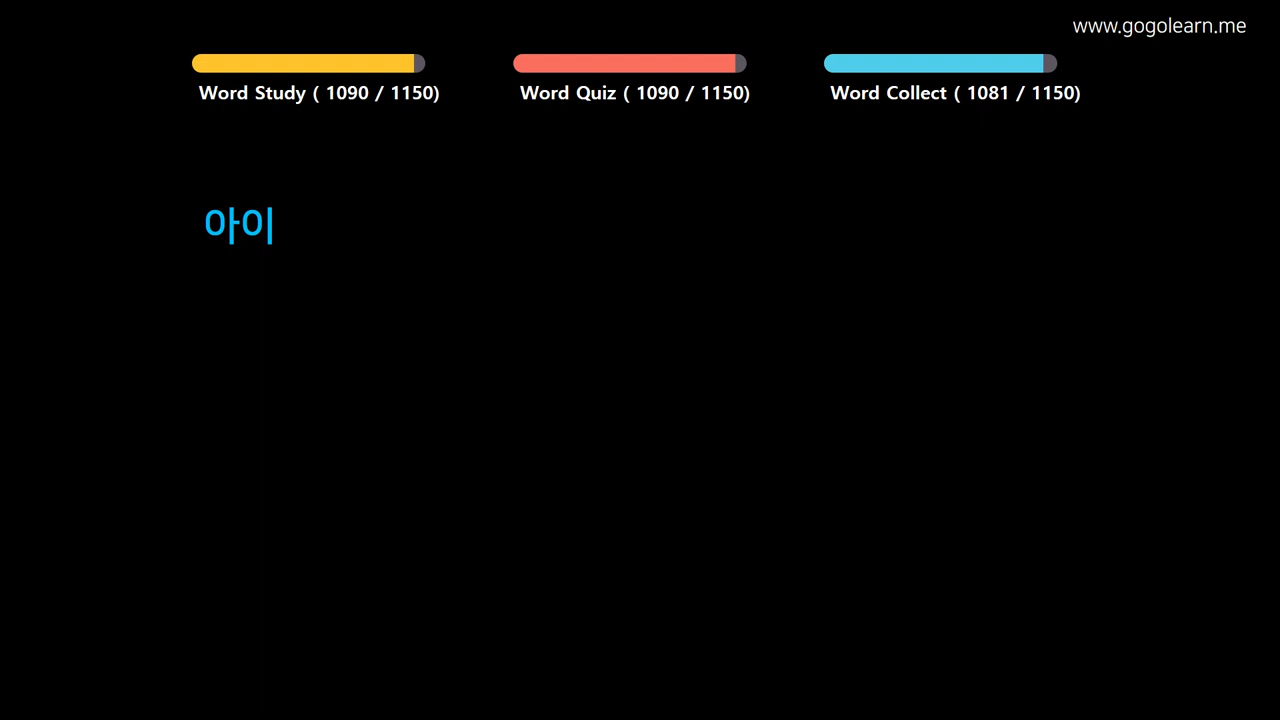 www.gogolearn.me
Word Study ( 1090 / 1150)
Word Quiz ( 1090 / 1150)
Word Collect ( 1081 / 1150)
아이